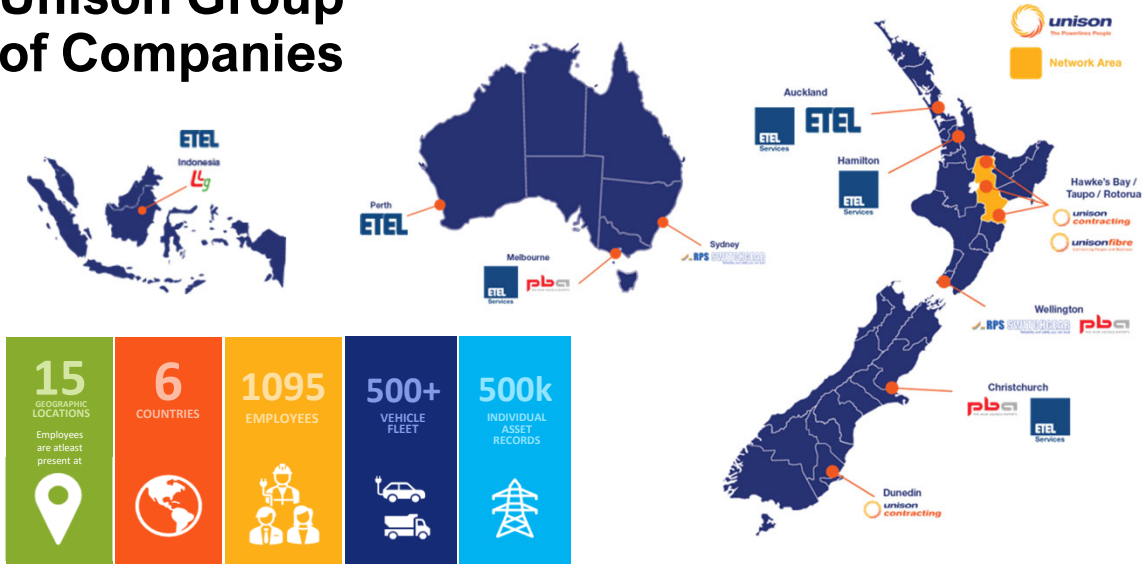 Unison Group
of Companies
unison
The Powerlines People
Network Area
ETEL
Indonesia
LLg
Perth
ETEL
Melbourne
ETEL
Services
pba
Sydney
RPS SWITCHGEAR
Auckland
ETEL
Services
ETEL
Hamilton
ETEL
Services
Hawke's Bay /
Taupo / Rotorua
unison
contracting
unisonfibre
Wellington
RPS SWITCHGEAR
pba
Christchurch
pba
ETEL
Services
Dunedin
unison
contracting
15
GEOGRAPHIC
LOCATIONS
Employees
are atleast
present at
6
COUNTRIES
1095
EMPLOYEES
500+
VEHICLE
FLEET
500k
INDIVIDUAL
ASSET
RECORDS